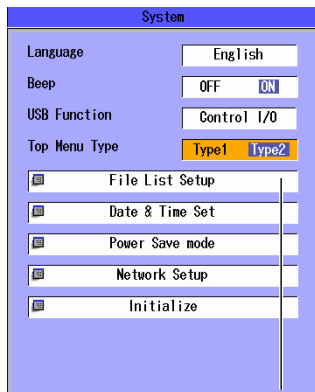 System
Language English
Beep OFF ON
USB Function Control I/O
Top Menu Type Type1 Type2
File List Setup
Date & Time Set
Power Save mode
Network Setup
Initialize